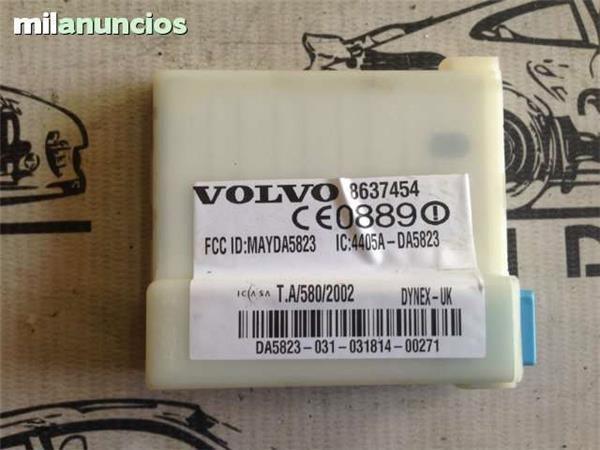 milanuncios
VOLVO 8637454
CE0889
FCC ID:MAYDA5823 IC:4405A-DA5823
ICASA T.A/580/2002 DYNEX-UK
DA5823-031-031814-00271